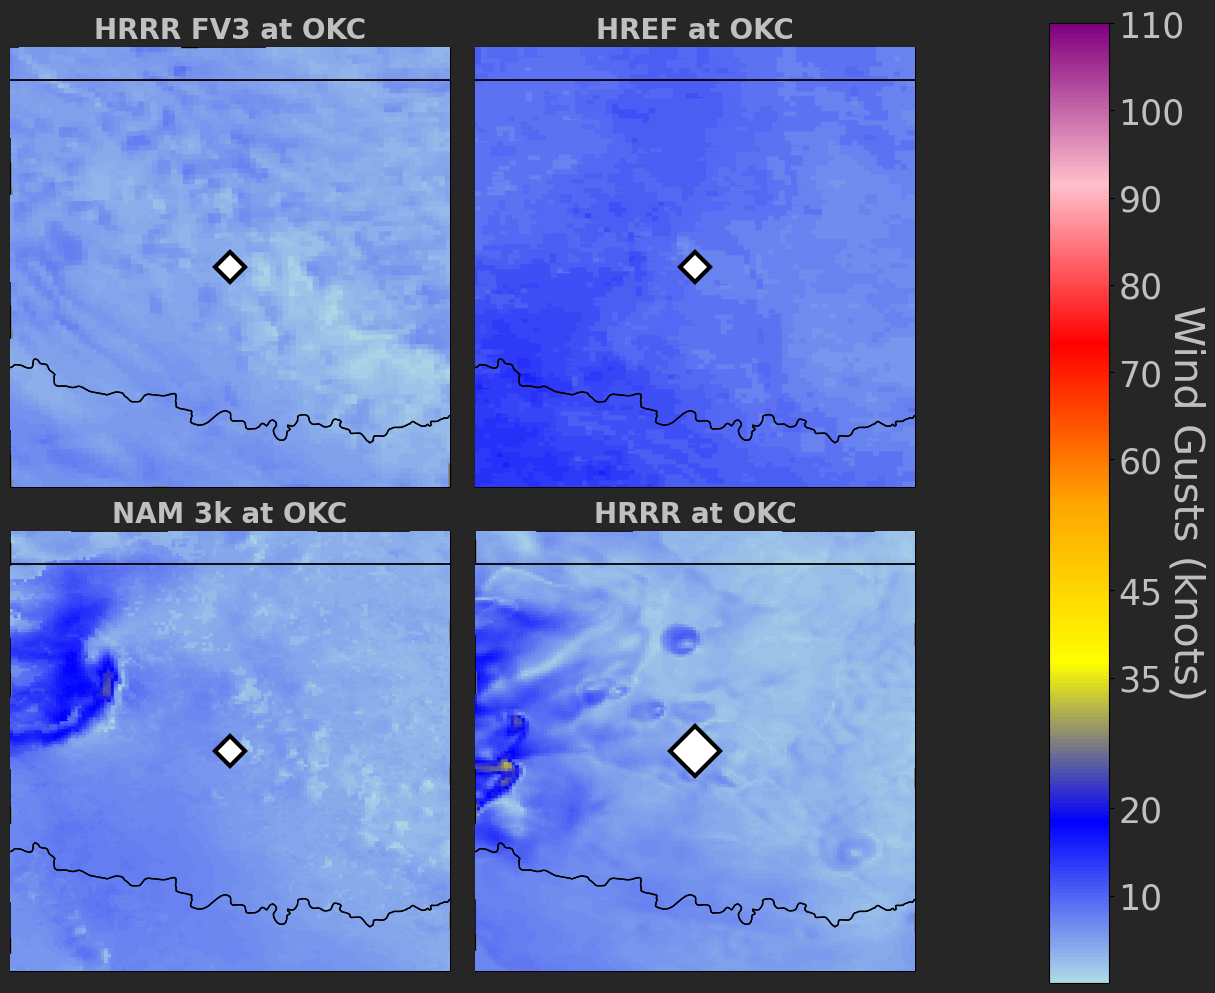 HRRR FV3 at OKC
HREF at OKC
NAM 3k at OKC
HRRR at OKC
110
100
90
80
70
60
45
35
20
10
Wind Gusts (knots)